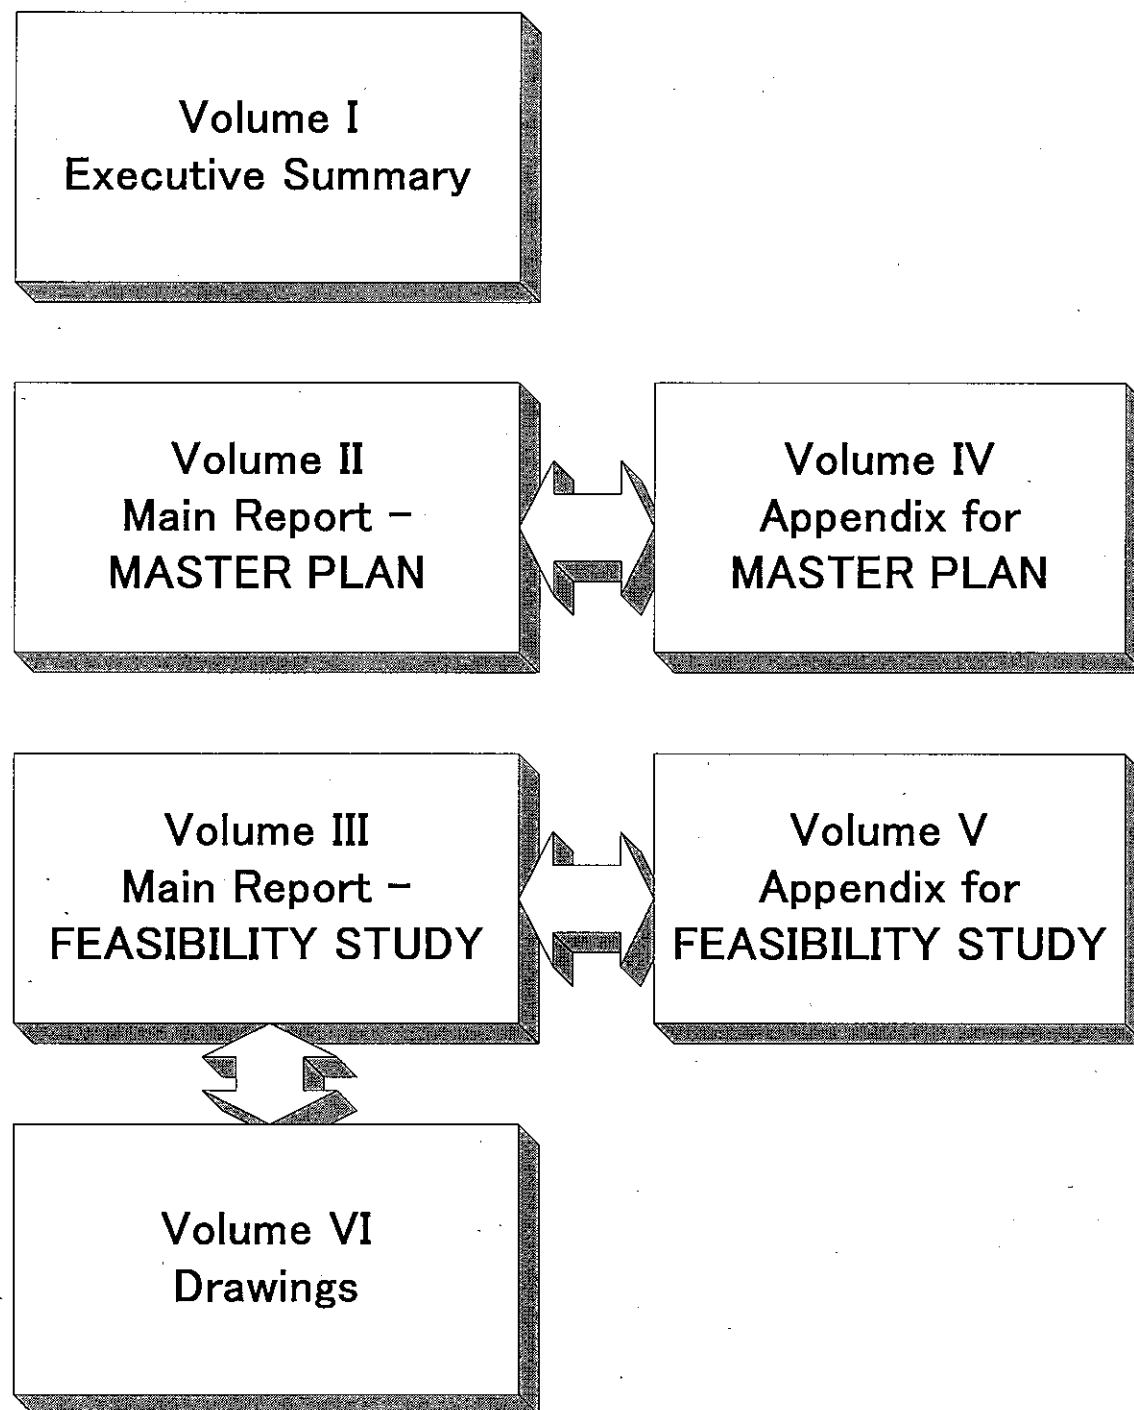 Volume I
Executive Summary
Volume II
Main Report –
MASTER PLAN
Volume IV
Appendix for
MASTER PLAN
Volume III
Main Report –
FEASIBILITY STUDY
Volume V
Appendix for
FEASIBILITY STUDY
Volume VI
Drawings